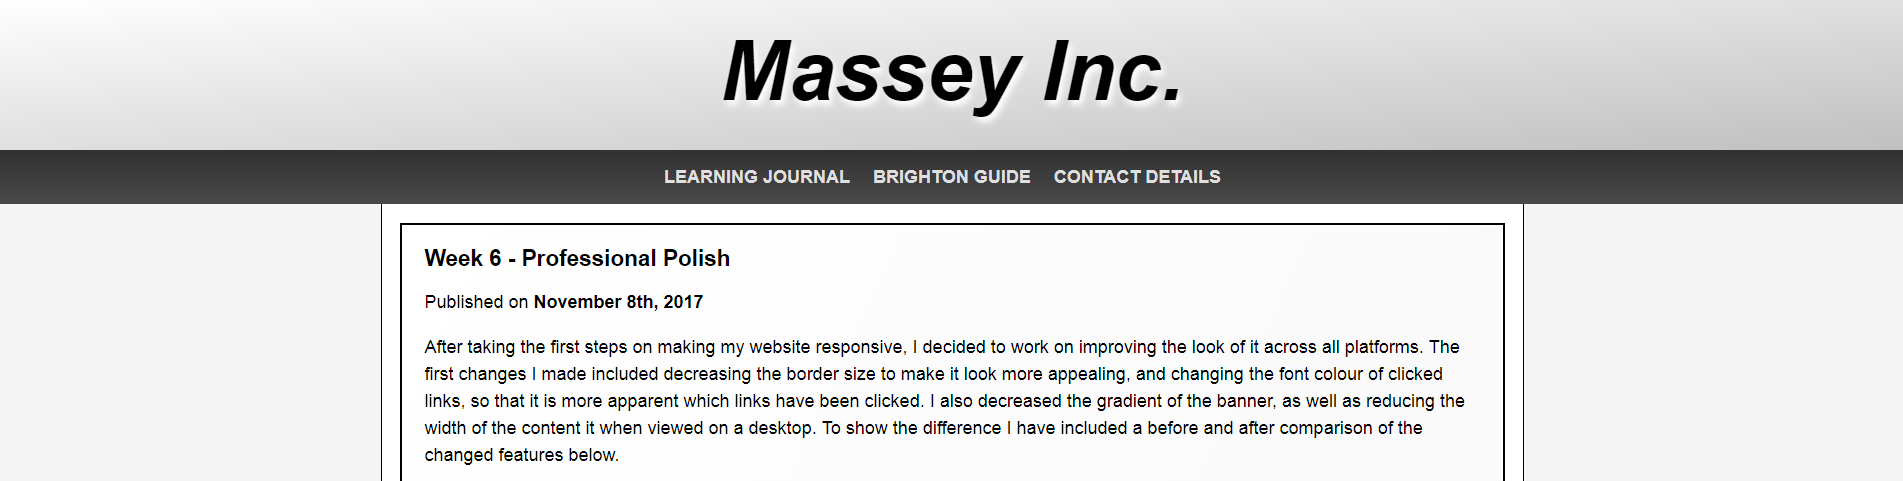 Massey Inc.
LEARNING JOURNAL BRIGHTON GUIDE CONTACT DETAILS
Week 6 - Professional Polish
Published on November 8th, 2017
After taking the first steps on making my website responsive, I decided to work on improving the look of it across all platforms. The
first changes I made included decreasing the border size to make it look more appealing, and changing the font colour of clicked
links, so that it is more apparent which links have been clicked. I also decreased the gradient of the banner, as well as reducing the
width of the content it when viewed on a desktop. To show the difference I have included a before and after comparison of the
changed features below.